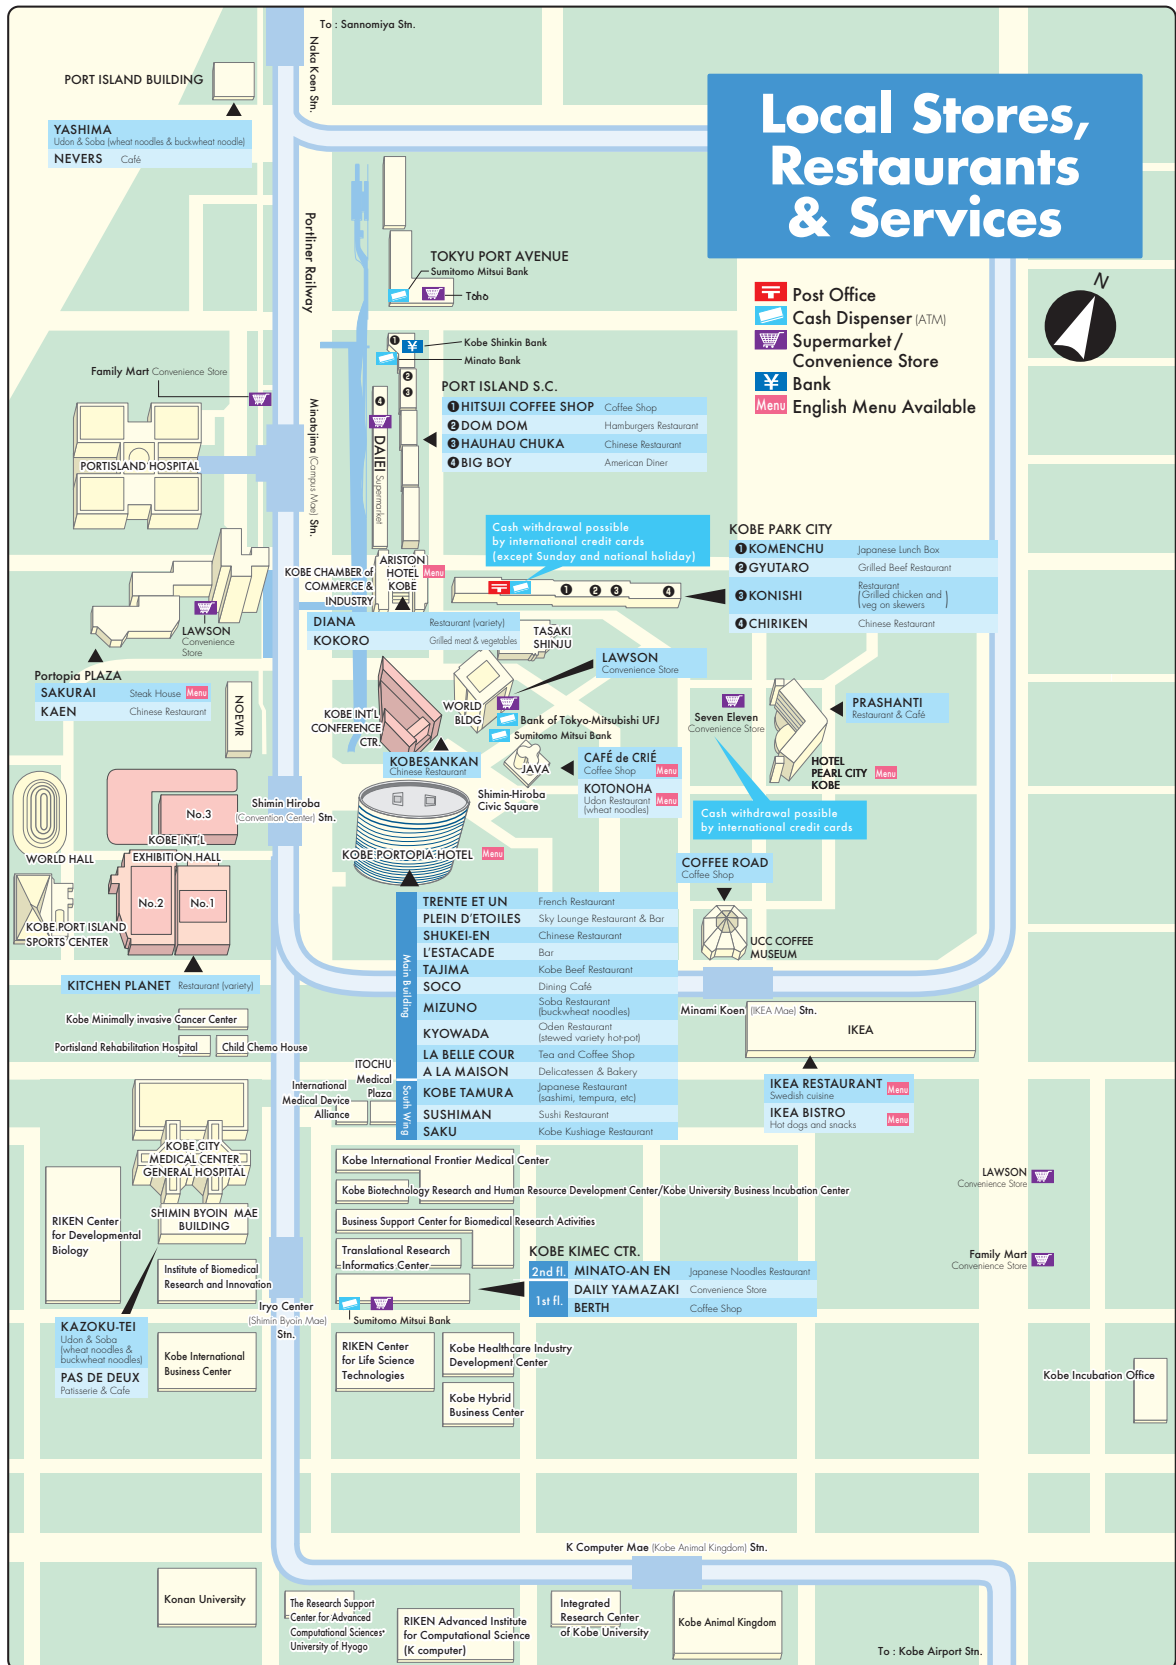 To : Sannomiya Stn.
Naka Koen Stn.
PORT ISLAND BUILDING
YASHIMA
Udon & Soba (wheat noodles & buckwheat noodle)
NEVERS Café
Local Stores,
Restaurants
& Services
Portliner Railway
TOKYU PORT AVENUE
Sumitomo Mitsui Bank
Toho
N
Post Office
Cash Dispenser (ATM)
Supermarket/
Convenience Store
¥ Bank
Menu English Menu Available
¥
Kobe Shinkin Bank
Minato Bank
Family Mart Convenience Store
Minatojima (Campus Mae) Stn.
PORTISLAND HOSPITAL
1
2
3
4
DAIEI Supermarket
PORT ISLAND S.C.
1 HITSUJI COFFEE SHOP Coffee Shop
2 DOM DOM Hamburgers Restaurant
3 HAUHAU CHUKA Chinese Restaurant
4 BIG BOY American Diner
Cash withdrawal possible
by international credit cards
(except Sunday and national holiday)
KOBE PARK CITY
1 KOMENCHU Japanese Lunch Box
2 GYUTARO Grilled Beef Restaurant
3 KONISHI Restaurant
(Grilled chicken and
veg on skewers)
4 CHIRIKEN Chinese Restaurant
1 2 3 4
KOBE CHAMBER of
COMMERCE &
INDUSTRY
ARISTON
HOTEL
KOBE
Menu
DIANA Restaurant (variety)
KOKORO Grilled meat & vegetables
TASAKI
SHINJU
LAWSON
Convenience
Store
Portopia PLAZA
SAKURAI Steak House Menu
KAEN Chinese Restaurant
NOEVIR
KOBE INT'L
CONFERENCE
CTR.
WORLD
BLDG
LAWSON
Convenience Store
Bank of Tokyo-Mitsubishi UFJ
Sumitomo Mitsui Bank
KOBESANKAN
Chinese Restaurant
JAVA
Shimin-Hiroba
Civic Square
CAFÉ de CRIÉ
Coffee Shop Menu
KOTONOHA
Udon Restaurant
(wheat noodles) Menu
Seven Eleven
Convenience Store
PRASHANTI
Restaurant & Café
HOTEL
PEARL CITY
KOBE
Menu
Cash withdrawal possible
by international credit cards
Shimin Hiroba
(Convention Center) Stn.
No.3
KOBE INT'L
EXHIBITION HALL
No.2
No.1
WORLD HALL
KOBE PORT ISLAND
SPORTS CENTER
KITCHEN PLANET Restaurant (variety)
KOBE PORTOPIA HOTEL Menu
COFFEE ROAD
Coffee Shop
UCC COFFEE
MUSEUM
Main Building
TRENTE ET UN French Restaurant
PLEIN D'ETOILES Sky Lounge Restaurant & Bar
SHUKEI-EN Chinese Restaurant
L'ESTACADE Bar
TAJIMA Kobe Beef Restaurant
SOCO Dining Café
MIZUNO Soba Restaurant
(buckwheat noodles)
KYOWADA Oden Restaurant
(stewed variety hot-pot)
LA BELLE COUR Tea and Coffee Shop
A LA MAISON Delicatessen & Bakery
South Wing
KOBE TAMURA Japanese Restaurant
(sashimi, tempura, etc)
SUSHIMAN Sushi Restaurant
SAKU Kobe Kushiage Restaurant
Minami Koen (IKEA Mae) Stn.
IKEA
IKEA RESTAURANT
Swedish cuisine Menu
IKEA BISTRO
Hot dogs and snacks Menu
Kobe Minimally invasive Cancer Center
Portisland Rehabilitation Hospital
Child Chemo House
ITOCHU
Medical
Plaza
International
Medical Device
Alliance
KOBE CITY
MEDICAL CENTER
GENERAL HOSPITAL
SHIMIN BYOIN MAE
BUILDING
RIKEN Center
for Developmental
Biology
Institute of Biomedical
Research and Innovation
KAZOKU-TEI
Udon & Soba
(wheat noodles &
buckwheat noodles)
PAS DE DEUX
Patisserie & Cafe
Kobe International
Business Center
Iryo Center
(Shimin Byoin Mae)
Stn.
Kobe International Frontier Medical Center
Kobe Biotechnology Research and Human Resource Development Center/Kobe University Business Incubation Center
Business Support Center for Biomedical Research Activities
Translational Research
Informatics Center
KOBE KIMEC CTR.
2nd fl. MINATO-AN EN Japanese Noodles Restaurant
1st fl. DAILY YAMAZAKI Convenience Store
BERTH Coffee Shop
Sumitomo Mitsui Bank
RIKEN Center
for Life Science
Technologies
Kobe Healthcare Industry
Development Center
Kobe Hybrid
Business Center
LAWSON
Convenience Store
Family Mart
Convenience Store
Kobe Incubation Office
K Computer Mae (Kobe Animal Kingdom) Stn.
Konan University
The Research Support
Center for Advanced
Computational Sciences·
University of Hyogo
RIKEN Advanced Institute
for Computational Science
(K computer)
Integrated
Research Center
of Kobe University
Kobe Animal Kingdom
To : Kobe Airport Stn.